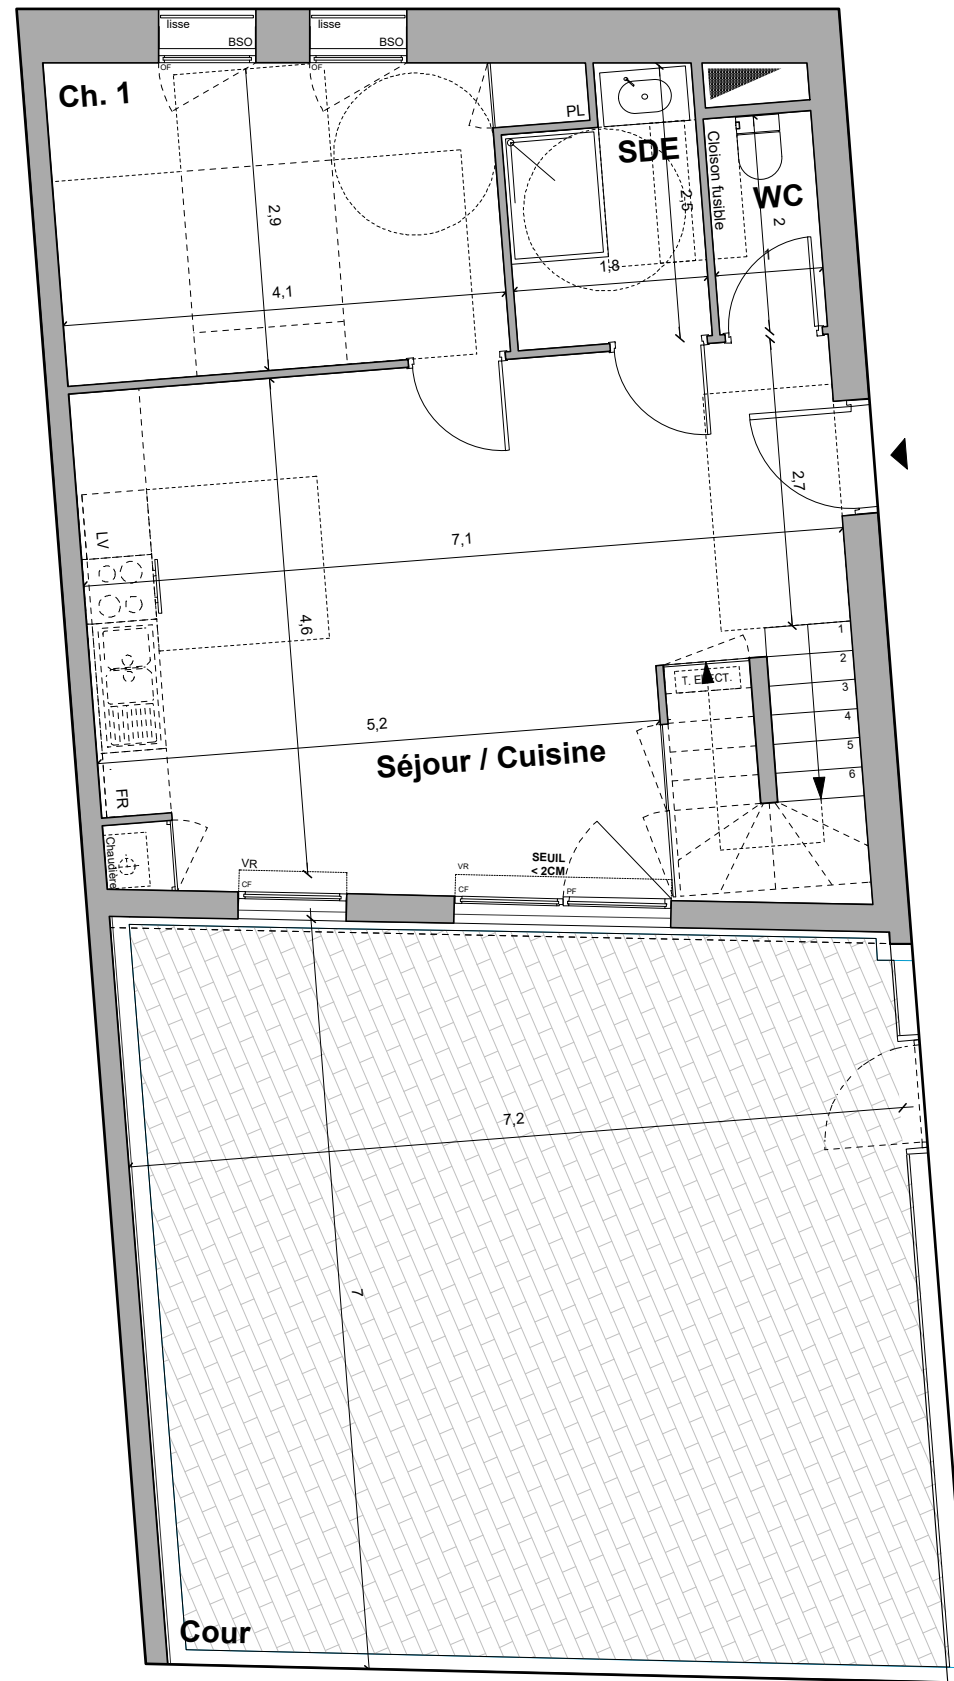 lisse
BSO
lisse
BSO
OF
OF
Ch. 1
PL
SDE
Cloison fusible
WC
2,9
2,5
2
4,1
1,8
1
2,7
LV
7,1
4,6
1
2
3
4
5
6
T. ELECT.
5,2
Séjour / Cuisine
FR
Chaudière
VR
CF
VR
CF
SEUIL
< 2CM
PF
7,2
7
Cour